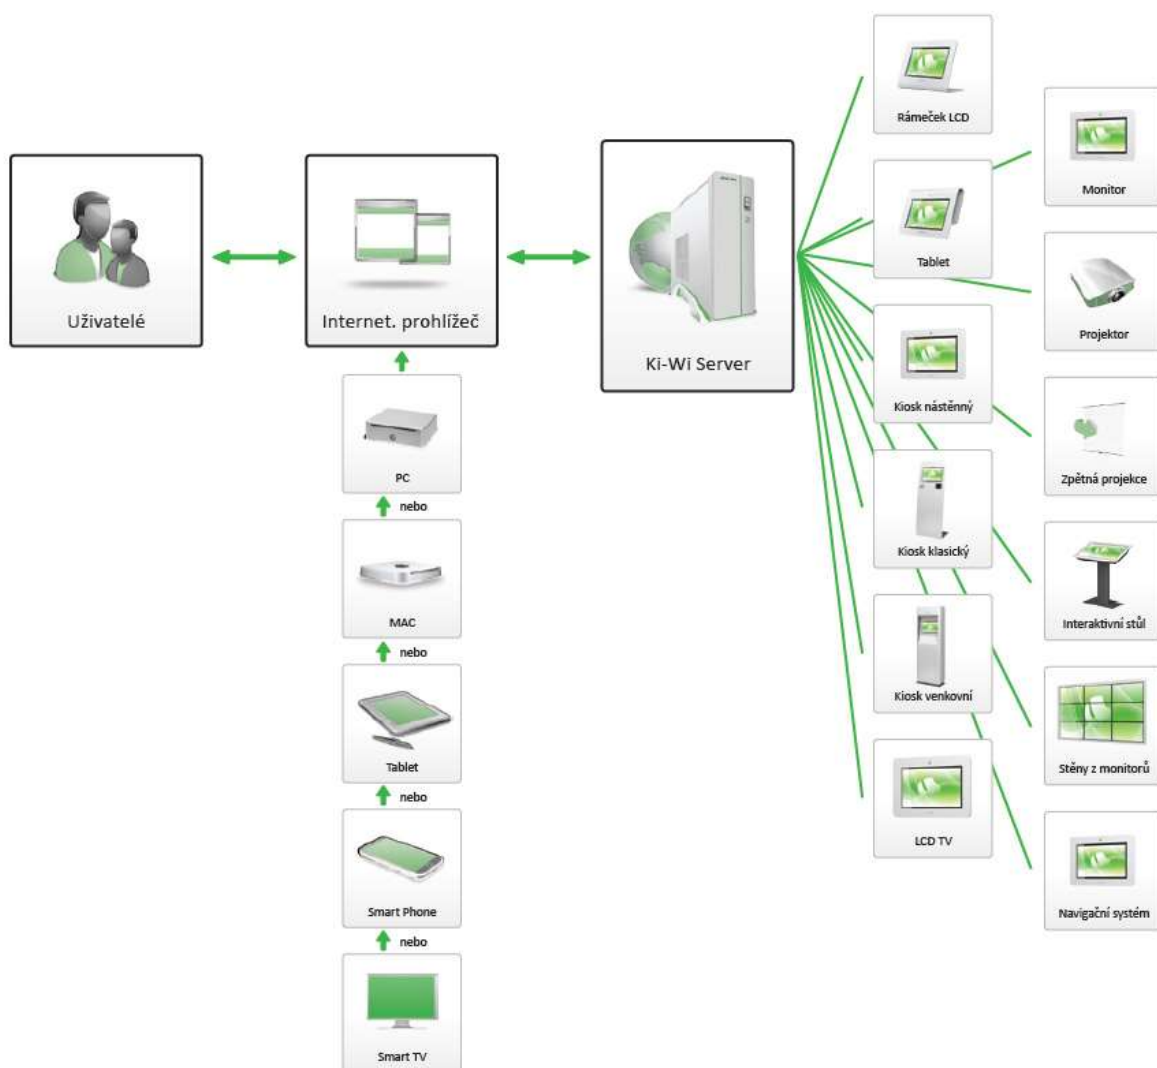 Uživatelé
Internet. prohlížeč
Ki-Wi Server
PC
nebo
MAC
nebo
Tablet
nebo
Smart Phone
nebo
Smart TV
Rámeček LCD
Tablet
Kiosk nástěnný
Kiosk klasický
Kiosk venkovní
LCD TV
Monitor
Projektor
Zpětná projekce
Interaktivní stůl
Stěny z monitorů
Navigační systém